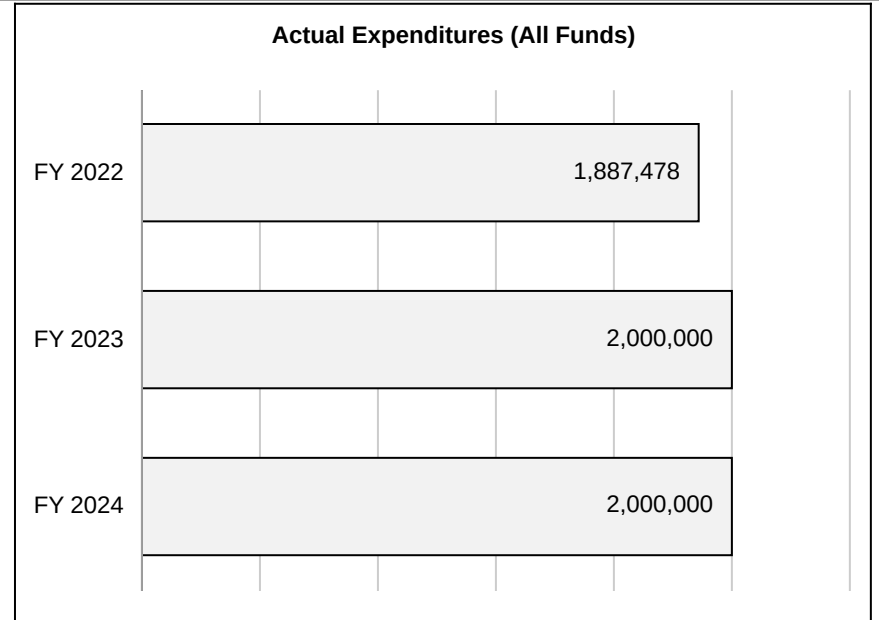 Actual Expenditures (All Funds)
FY 2022
1,887,478
FY 2023
2,000,000
FY 2024
2,000,000